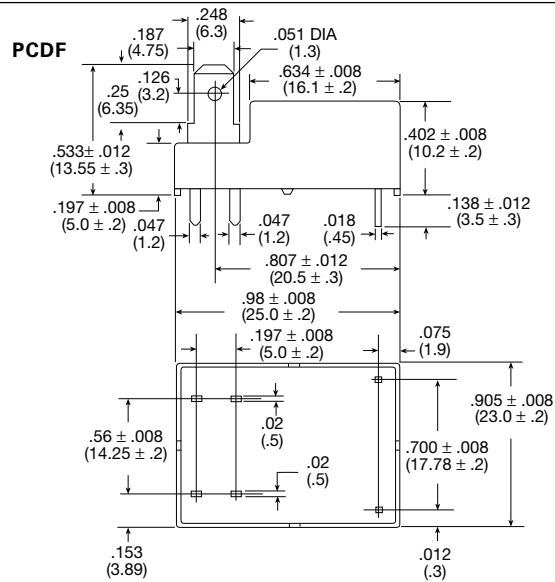 PCDF
.248
(6.3)
.187
(4.75)
.051 DIA
(1.3)
.126
(3.2)
.634 ± .008
(16.1 ± .2)
.25
(6.35)
.402 ± .008
(10.2 ± .2)
.533± .012
(13.55 ± .3)
.197 ± .008
(5.0 ± .2)
.047
(1.2)
.047
(1.2)
.018
(.45)
.138 ± .012
(3.5 ± .3)
.807 ± .012
(20.5 ± .3)
.98 ± .008
(25.0 ± .2)
.197 ± .008
(5.0 ± .2)
.075
(1.9)
.56 ± .008
(14.25 ± .2)
.02
(.5)
.02
(.5)
.700 ± .008
(17.78 ± .2)
.905 ± .008
(23.0 ± .2)
.153
(3.89)
.012
(.3)